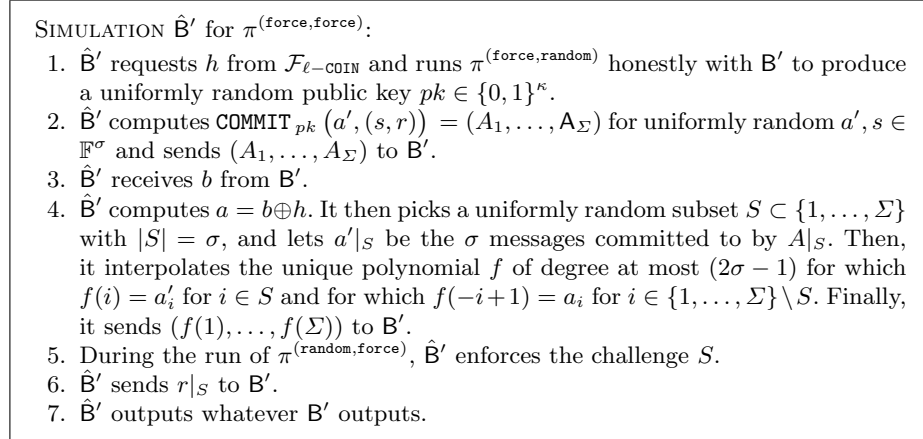 SIMULATION B̂′ for π^(force,force):
1. B̂′ requests h from F_ℓ−COIN and runs π^(force,random) honestly with B′ to produce
a uniformly random public key pk ∈ {0, 1}^κ.
2. B̂′ computes COMMIT_pk (a′, (s, r)) = (A₁, . . . , A_Σ) for uniformly random a′, s ∈
𝔽^σ and sends (A₁, . . . , A_Σ) to B′.
3. B̂′ receives b from B′.
4. B̂′ computes a = b⊕h. It then picks a uniformly random subset S ⊂ {1, . . . , Σ}
with |S| = σ, and lets a′|_S be the σ messages committed to by A|_S. Then,
it interpolates the unique polynomial f of degree at most (2σ − 1) for which
f(i) = a′_i for i ∈ S and for which f(−i+1) = a_i for i ∈ {1, . . . , Σ}\S. Finally,
it sends (f(1), . . . , f(Σ)) to B′.
5. During the run of π^(random,force), B̂′ enforces the challenge S.
6. B̂′ sends r|_S to B′.
7. B̂′ outputs whatever B′ outputs.